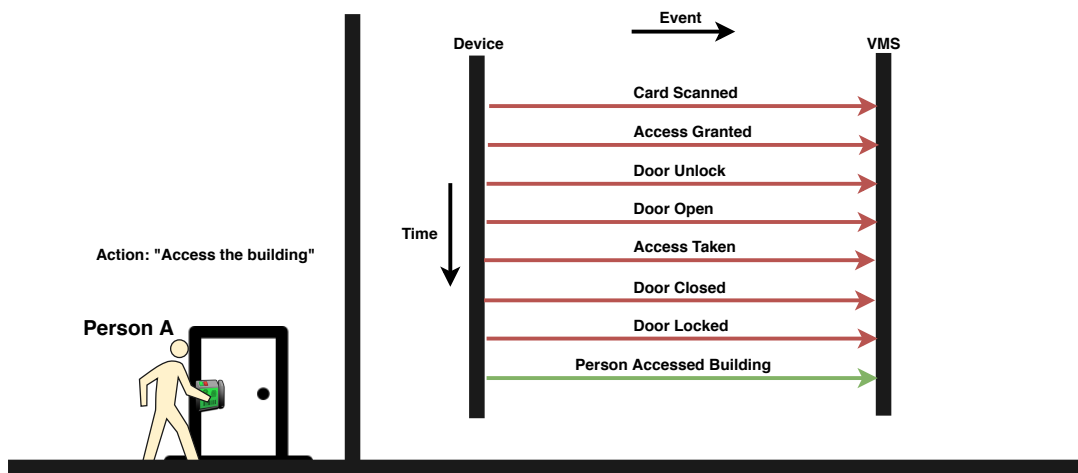 Event
Device
VMS
Card Scanned
Access Granted
Door Unlock
Door Open
Time
Access Taken
Action: "Access the building"
Door Closed
Door Locked
Person A
Person Accessed Building